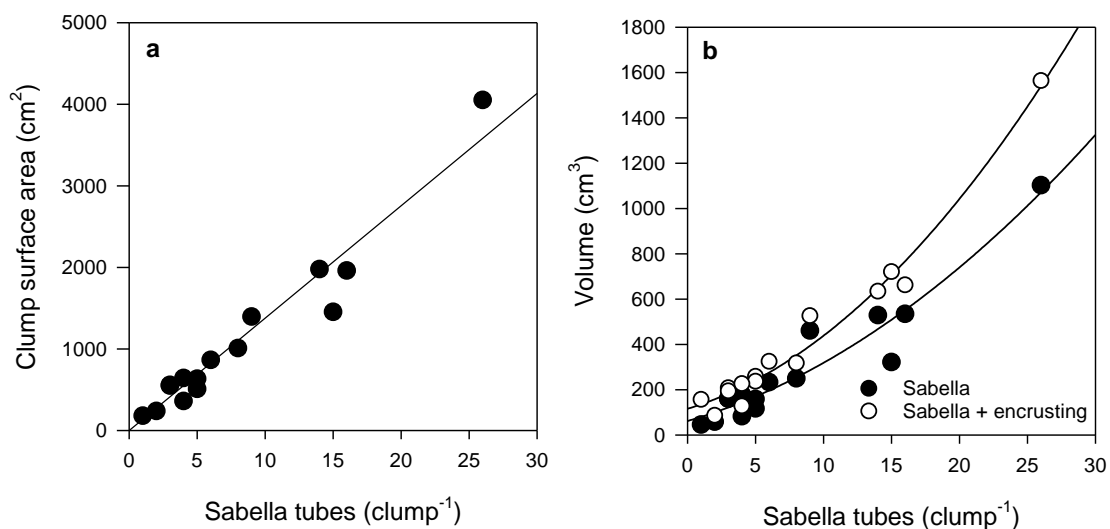 a
5000
4000
3000
2000
1000
0
Clump surface area (cm²)
0 5 10 15 20 25 30
Sabella tubes (clump⁻¹)
b
1800
1600
1400
1200
1000
800
600
400
200
0
Volume (cm³)
Sabella
Sabella + encrusting
0 5 10 15 20 25 30
Sabella tubes (clump⁻¹)